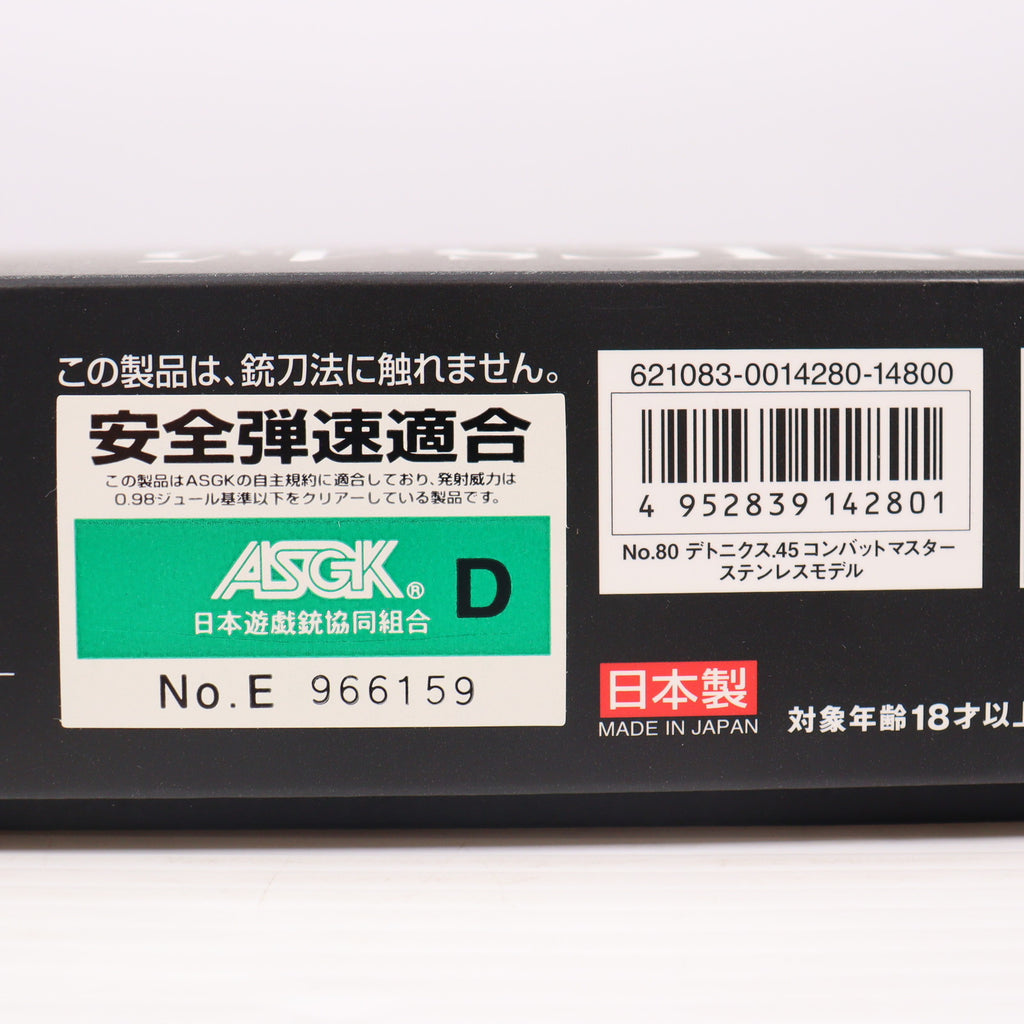 この製品は、銃刀法に触れません。
安全弾速適合
この製品はASGKの自主規約に適合しており、発射威力は
0.98ジュール基準以下をクリアーしている製品です。
ASGK® D
日本遊戯銃協同組合
No.E 966159
621083-0014280-14800
4 952839 142801
No.80 デトニクス.45 コンバットマスター
ステンレスモデル
日本製
MADE IN JAPAN
対象年齢18才以上